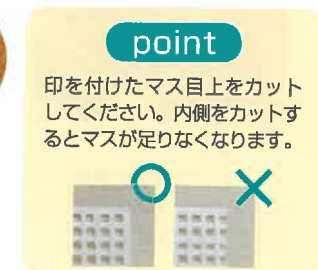 point
印を付けたマス目上をカット
してください。内側をカットす
るとマスが足りなくなります。